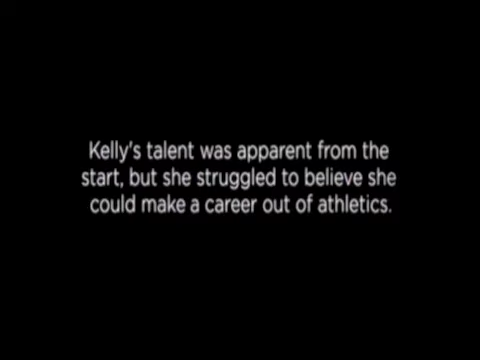 Kelly's talent was apparent from the
start, but she struggled to believe she
could make a career out of athletics.